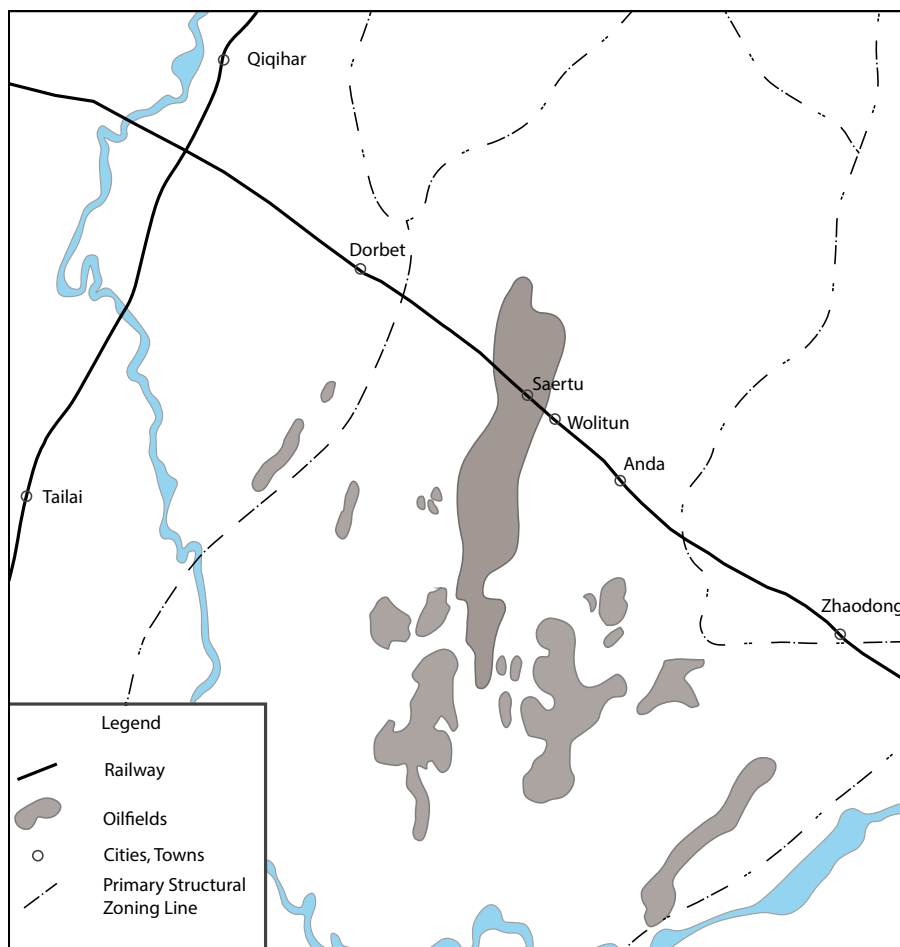 Qiqihar
Dorbet
Saertu
Wolitun
Anda
Tailai
Zhaodong
Legend
Railway
Oilfields
Cities, Towns
Primary Structural
Zoning Line